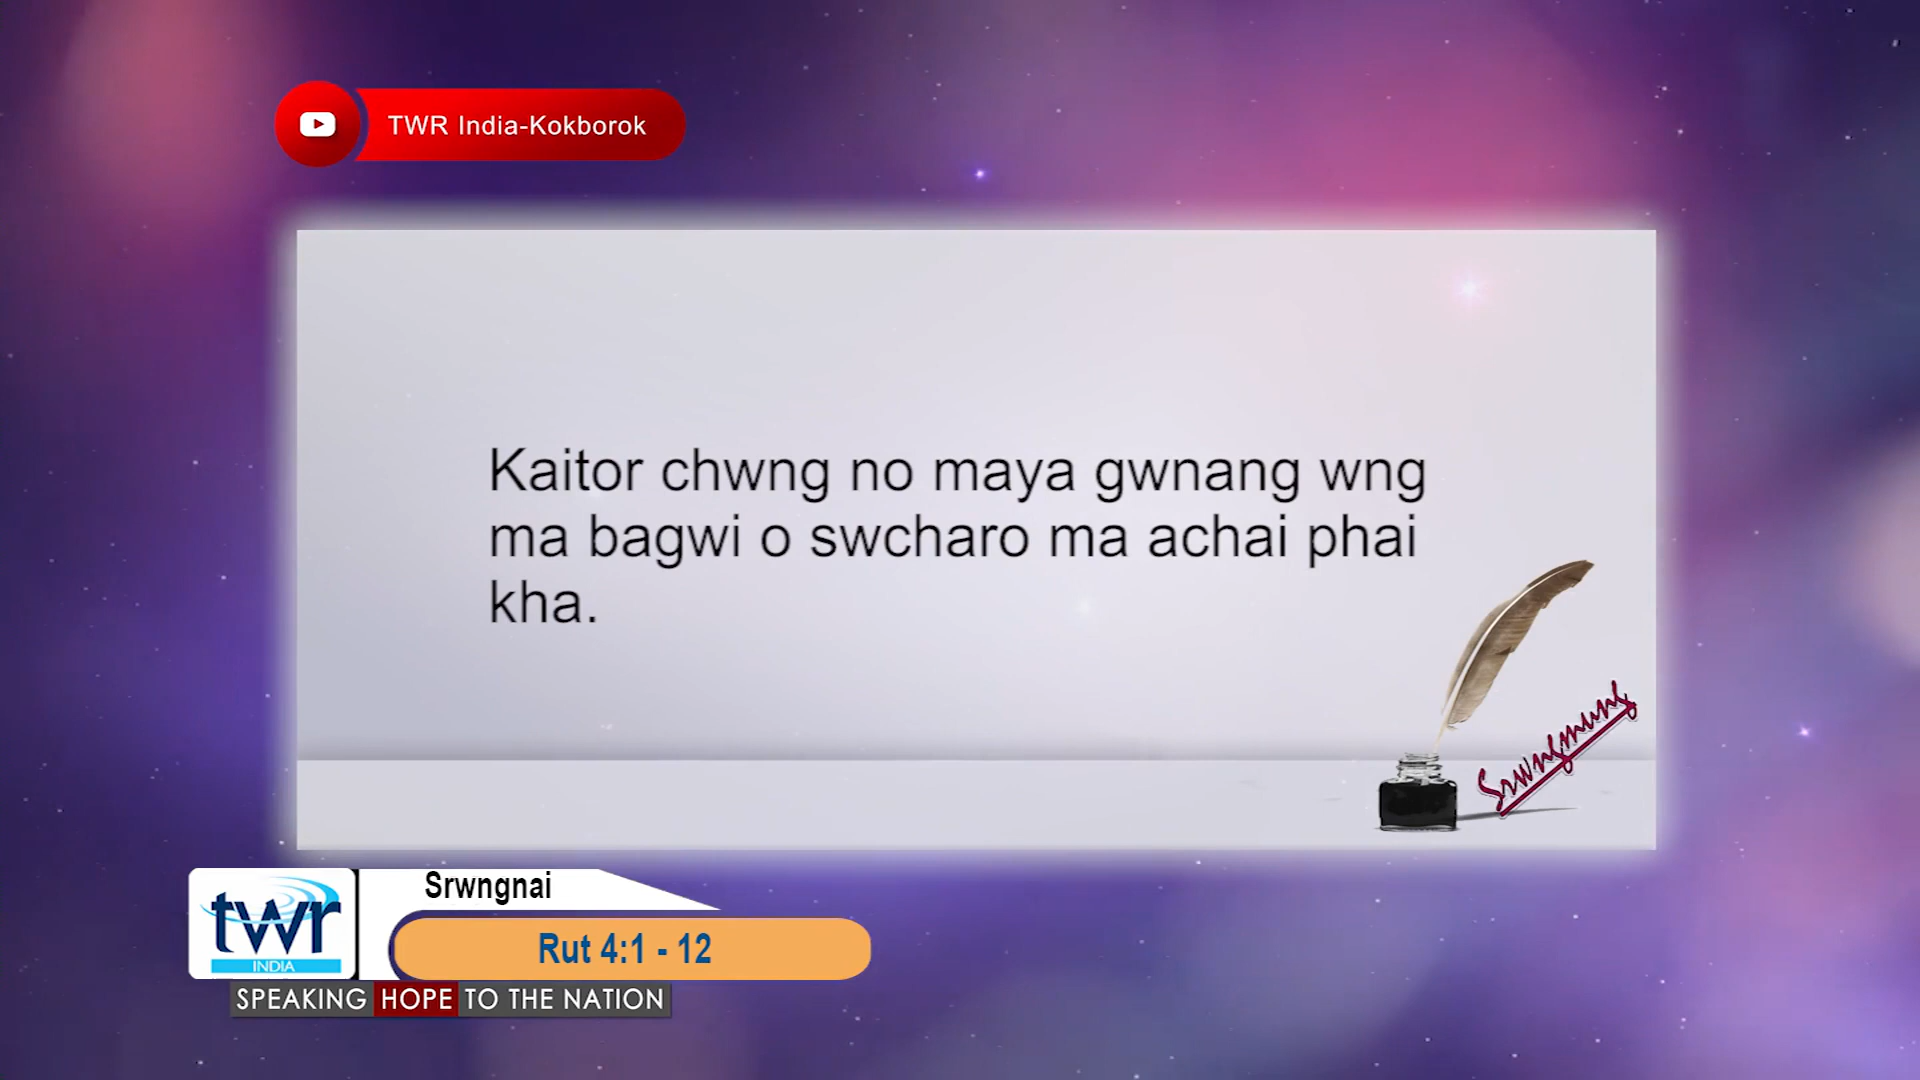 TWR India-Kokborok
Kaitor chwng no maya gwnang wng
ma bagwi o swcharo ma achai phai
kha.
Srwngmung
Srwngnai
twr
INDIA
Rut 4:1 - 12
SPEAKING HOPE TO THE NATION